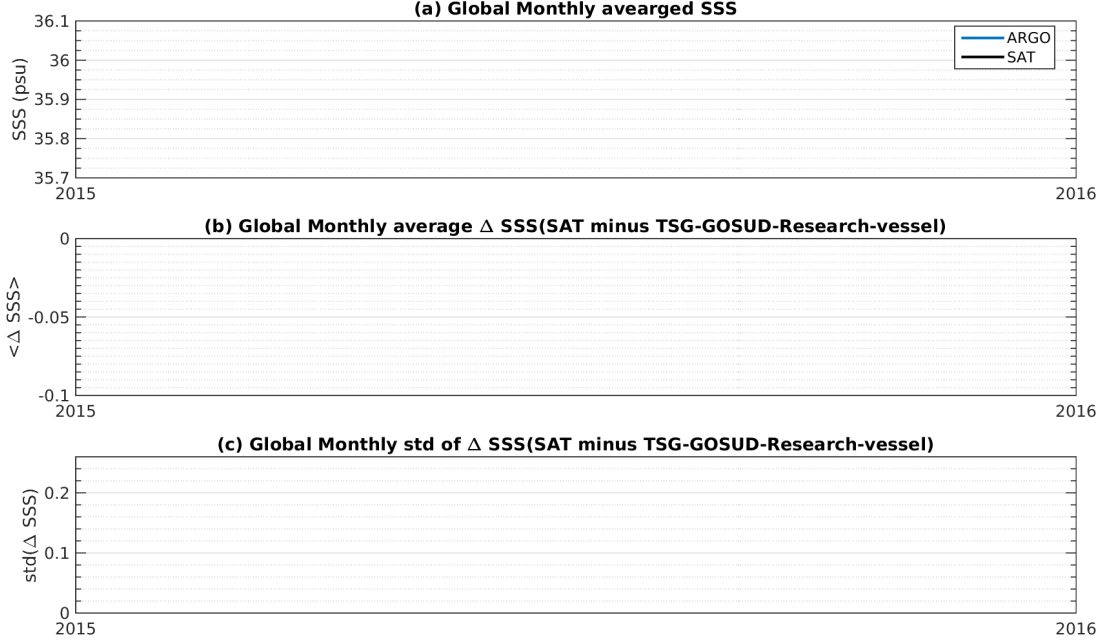 (a) Global Monthly avearged SSS
36.1
36
35.9
35.8
35.7
SSS (psu)
ARGO
SAT
2015
2016
(b) Global Monthly average Δ SSS(SAT minus TSG-GOSUD-Research-vessel)
0
-0.05
-0.1
<Δ SSS>
2015
2016
(c) Global Monthly std of Δ SSS(SAT minus TSG-GOSUD-Research-vessel)
0.2
0.1
0
std(Δ SSS)
2015
2016